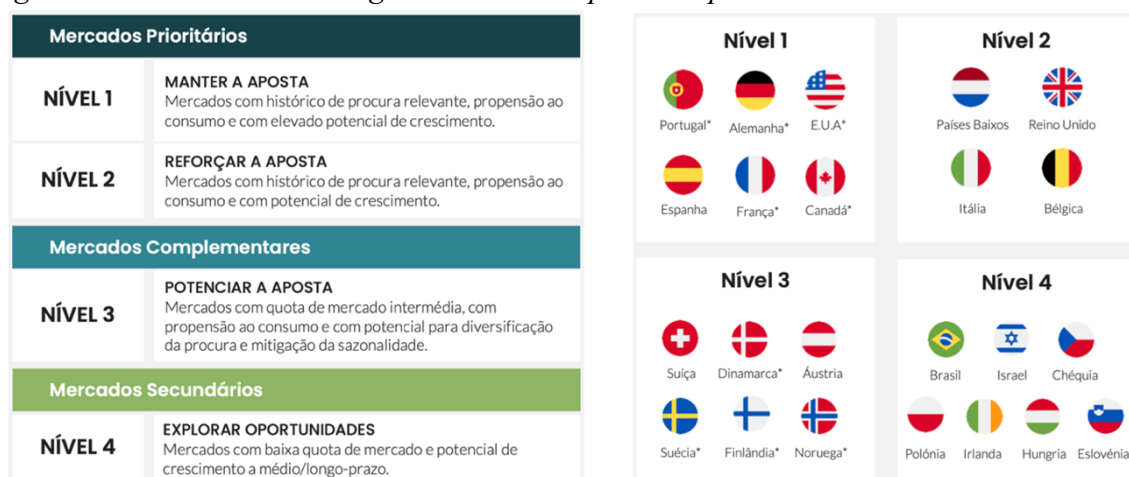 Mercados Prioritários
NÍVEL 1
MANTER A APOSTA
Mercados com histórico de procura relevante, propensão ao
consumo e com elevado potencial de crescimento.
NÍVEL 2
REFORÇAR A APOSTA
Mercados com histórico de procura relevante, propensão ao
consumo e com potencial de crescimento.
Mercados Complementares
NÍVEL 3
POTENCIAR A APOSTA
Mercados com quota de mercado intermédia, com
propensão ao consumo e com potencial para diversificação
da procura e mitigação da sazonalidade.
Mercados Secundários
NÍVEL 4
EXPLORAR OPORTUNIDADES
Mercados com baixa quota de mercado e potencial de
crescimento a médio/longo-prazo.
Nível 1
Portugal* Alemanha* E.U.A*
Espanha França* Canadá*
Nível 2
Países Baixos Reino Unido
Itália Bélgica
Nível 3
Suíça Dinamarca* Áustria
Suécia* Finlândia* Noruega*
Nível 4
Brasil Israel Chéquia
Polónia Irlanda Hungria Eslovénia